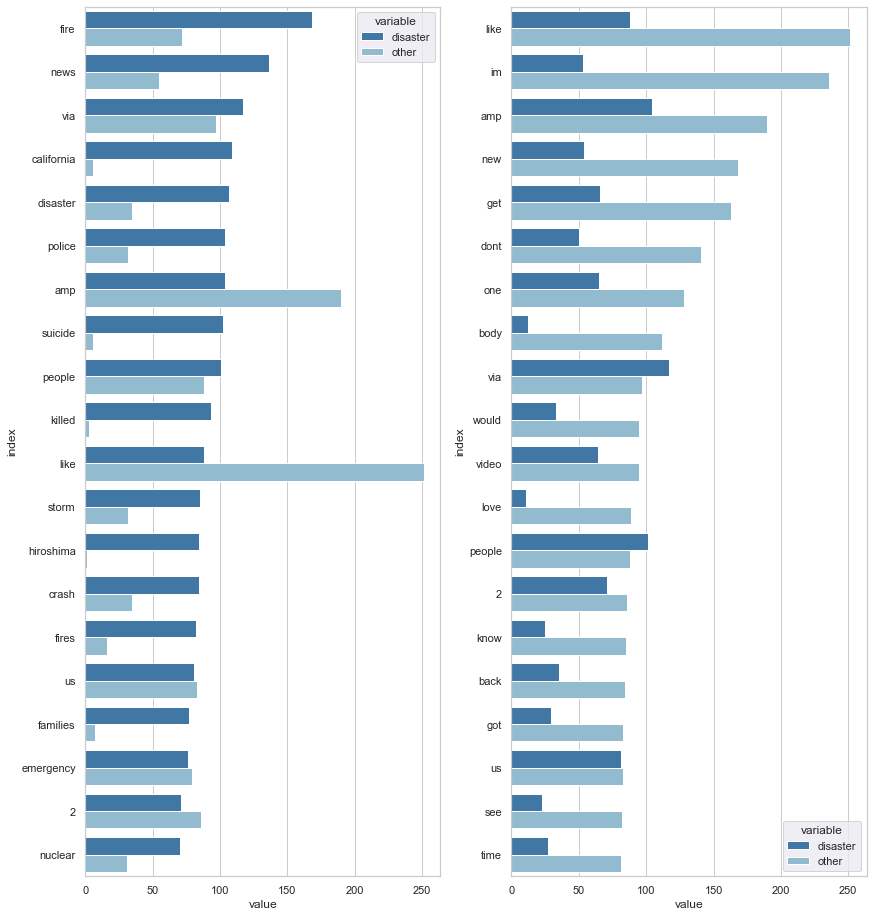 variable
disaster
other
fire
news
via
california
disaster
police
amp
suicide
people
killed
like
storm
hiroshima
crash
fires
us
families
emergency
2
nuclear
index
0 50 100 150 200 250
value
like
im
amp
new
get
dont
one
body
via
would
video
love
people
2
know
back
got
us
see
time
index
variable
disaster
other
0 50 100 150 200 250
value